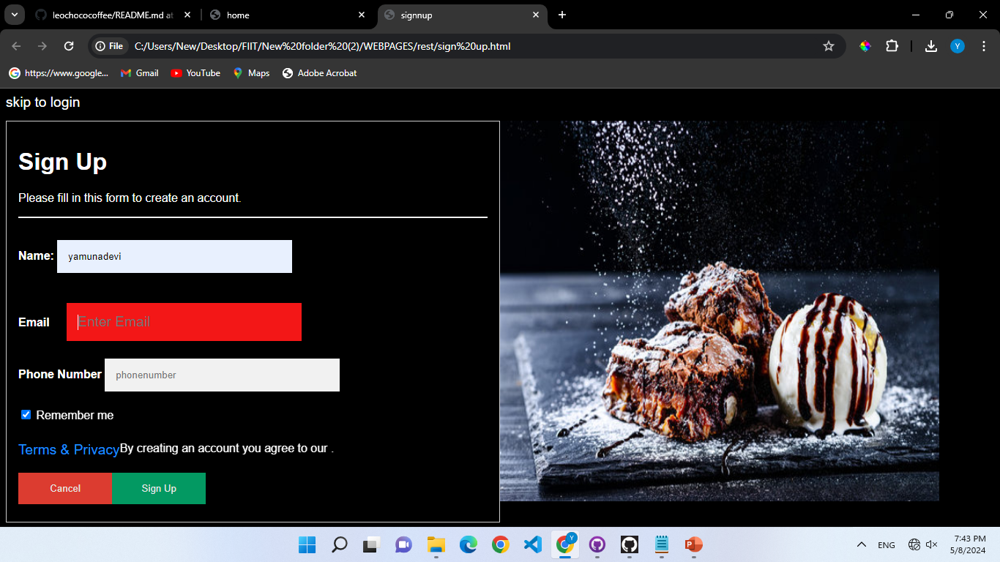 leochococoffee/README.md at
home
signnup
File
C:/Users/New/Desktop/FIIT/New%20folder%20(2)/WEBPAGES/rest/sign%20up.html
Y
https://www.google...
Gmail
YouTube
Maps
Adobe Acrobat
skip to login
Sign Up
Please fill in this form to create an account.
Name:
yamunadevi
Email
Enter Email
Phone Number
phonenumber
Remember me
Terms & PrivacyBy creating an account you agree to our .
Cancel
Sign Up
Y
ENG
7:43 PM
5/8/2024